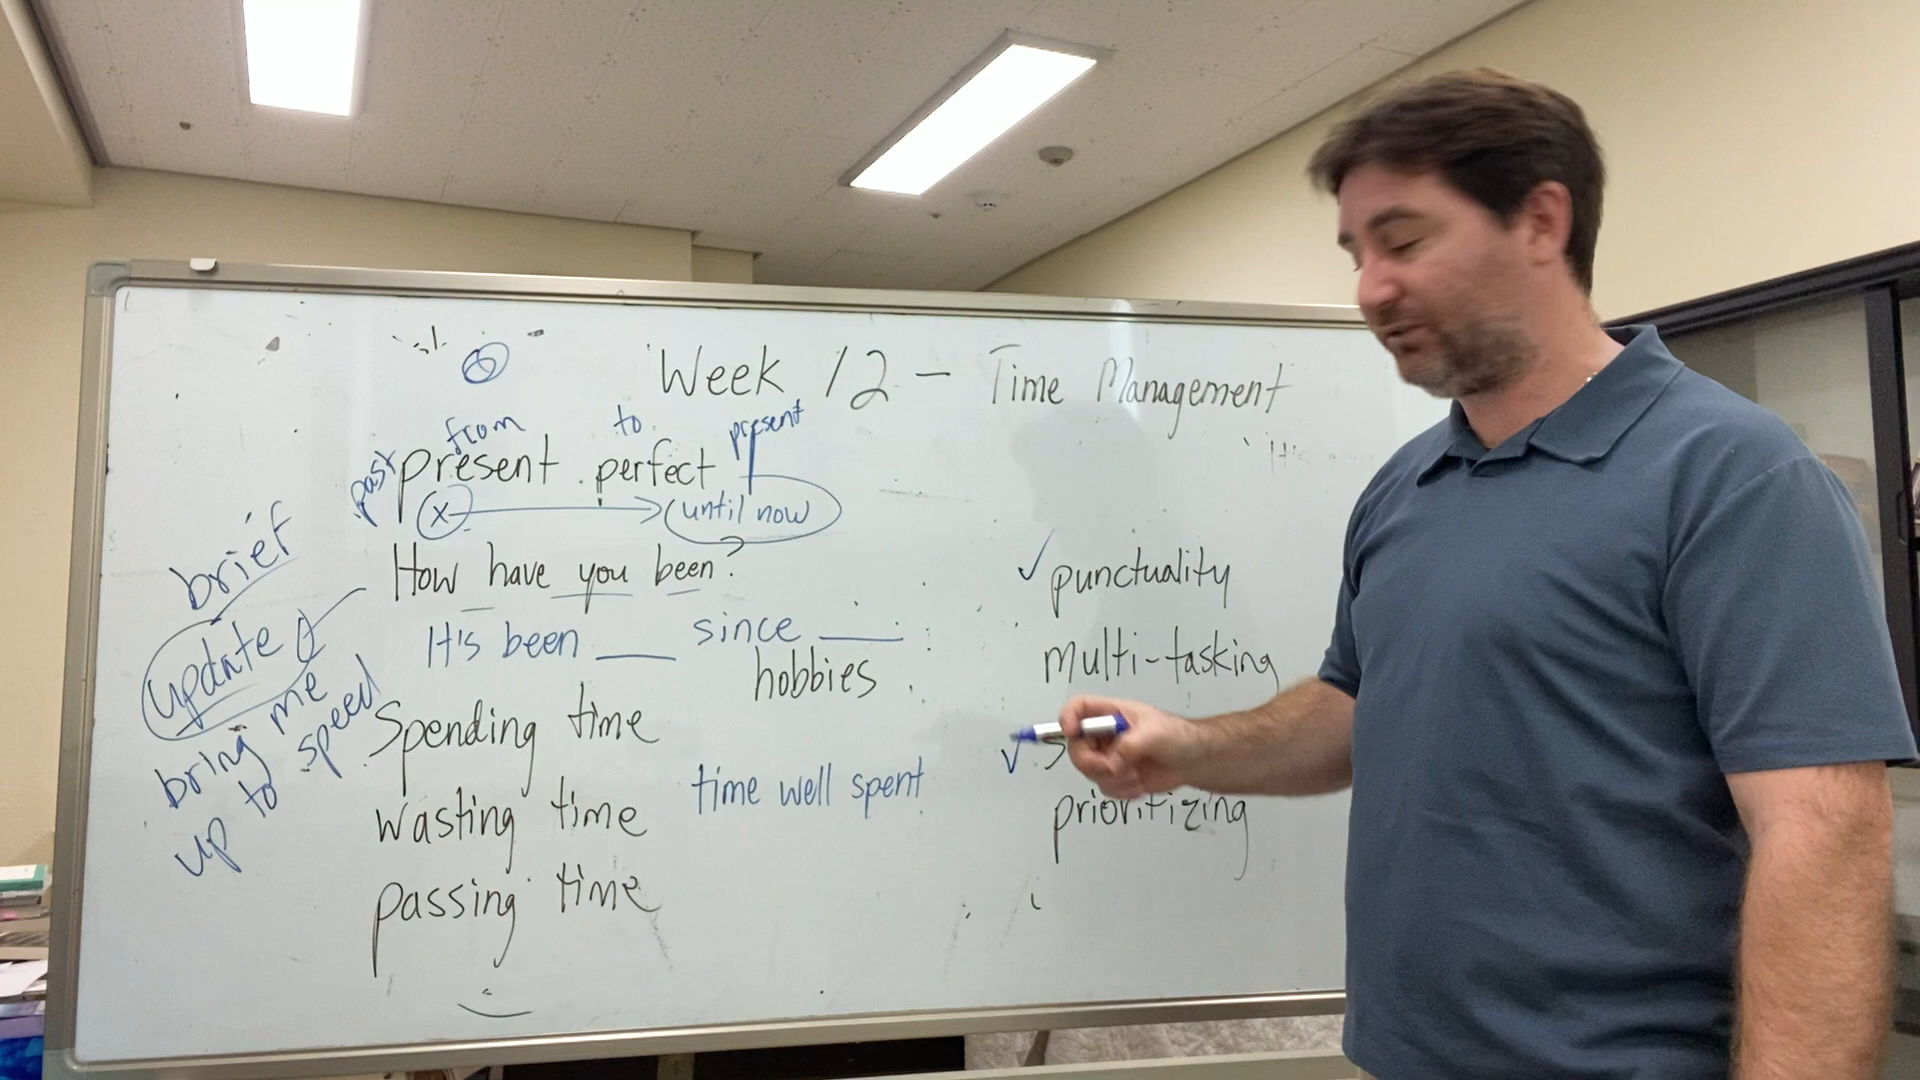 Week 12 - Time Management
from to present
past present perfect
x until now
How have you been?
It's been ___ since ___
hobbies
Spending time
wasting time
time well spent
passing time
brief
update
bring me
up to speed
✓ punctuality
multi-tasking
✓ s
prioritizing